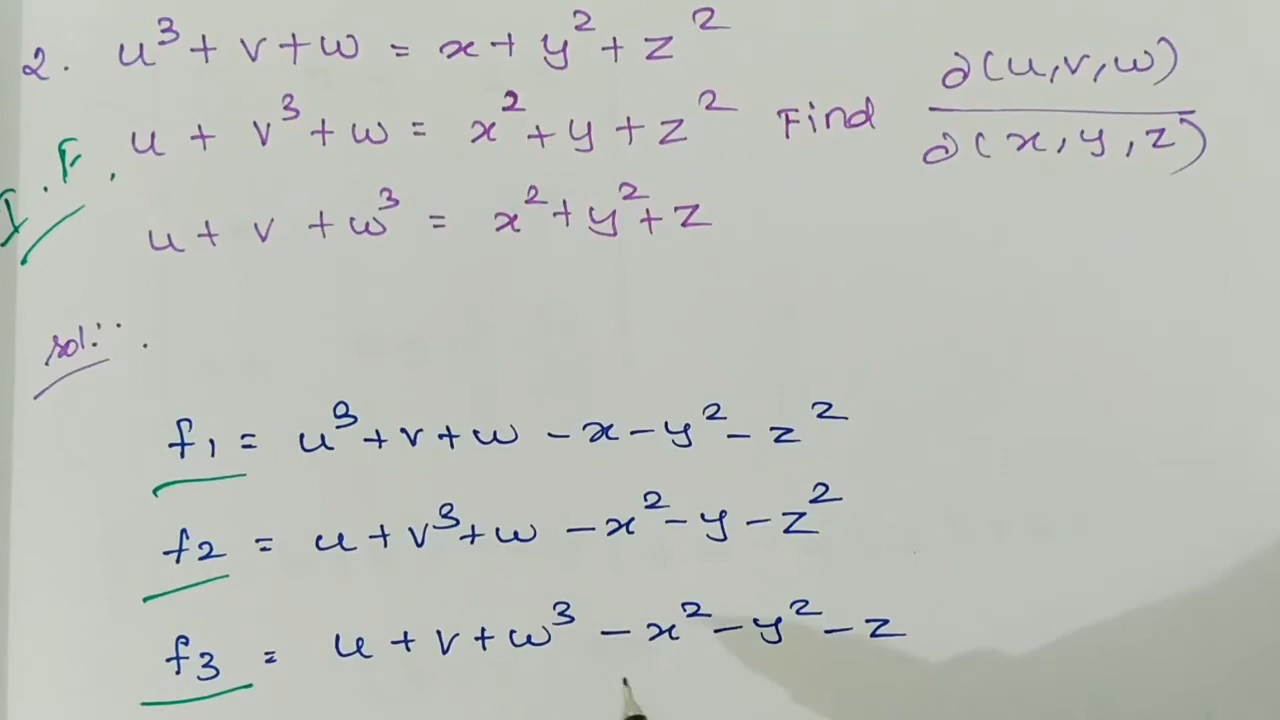 2. u³ + v + w = x + y² + z²
I.F. u + v³ + w = x² + y + z² Find ∂(u,v,w)/∂(x,y,z)
u + v + w³ = x² + y² + z
Sol:.
f1 = u³ + v + w - x - y² - z²
f2 = u + v³ + w - x² - y - z²
f3 = u + v + w³ - x² - y² - z